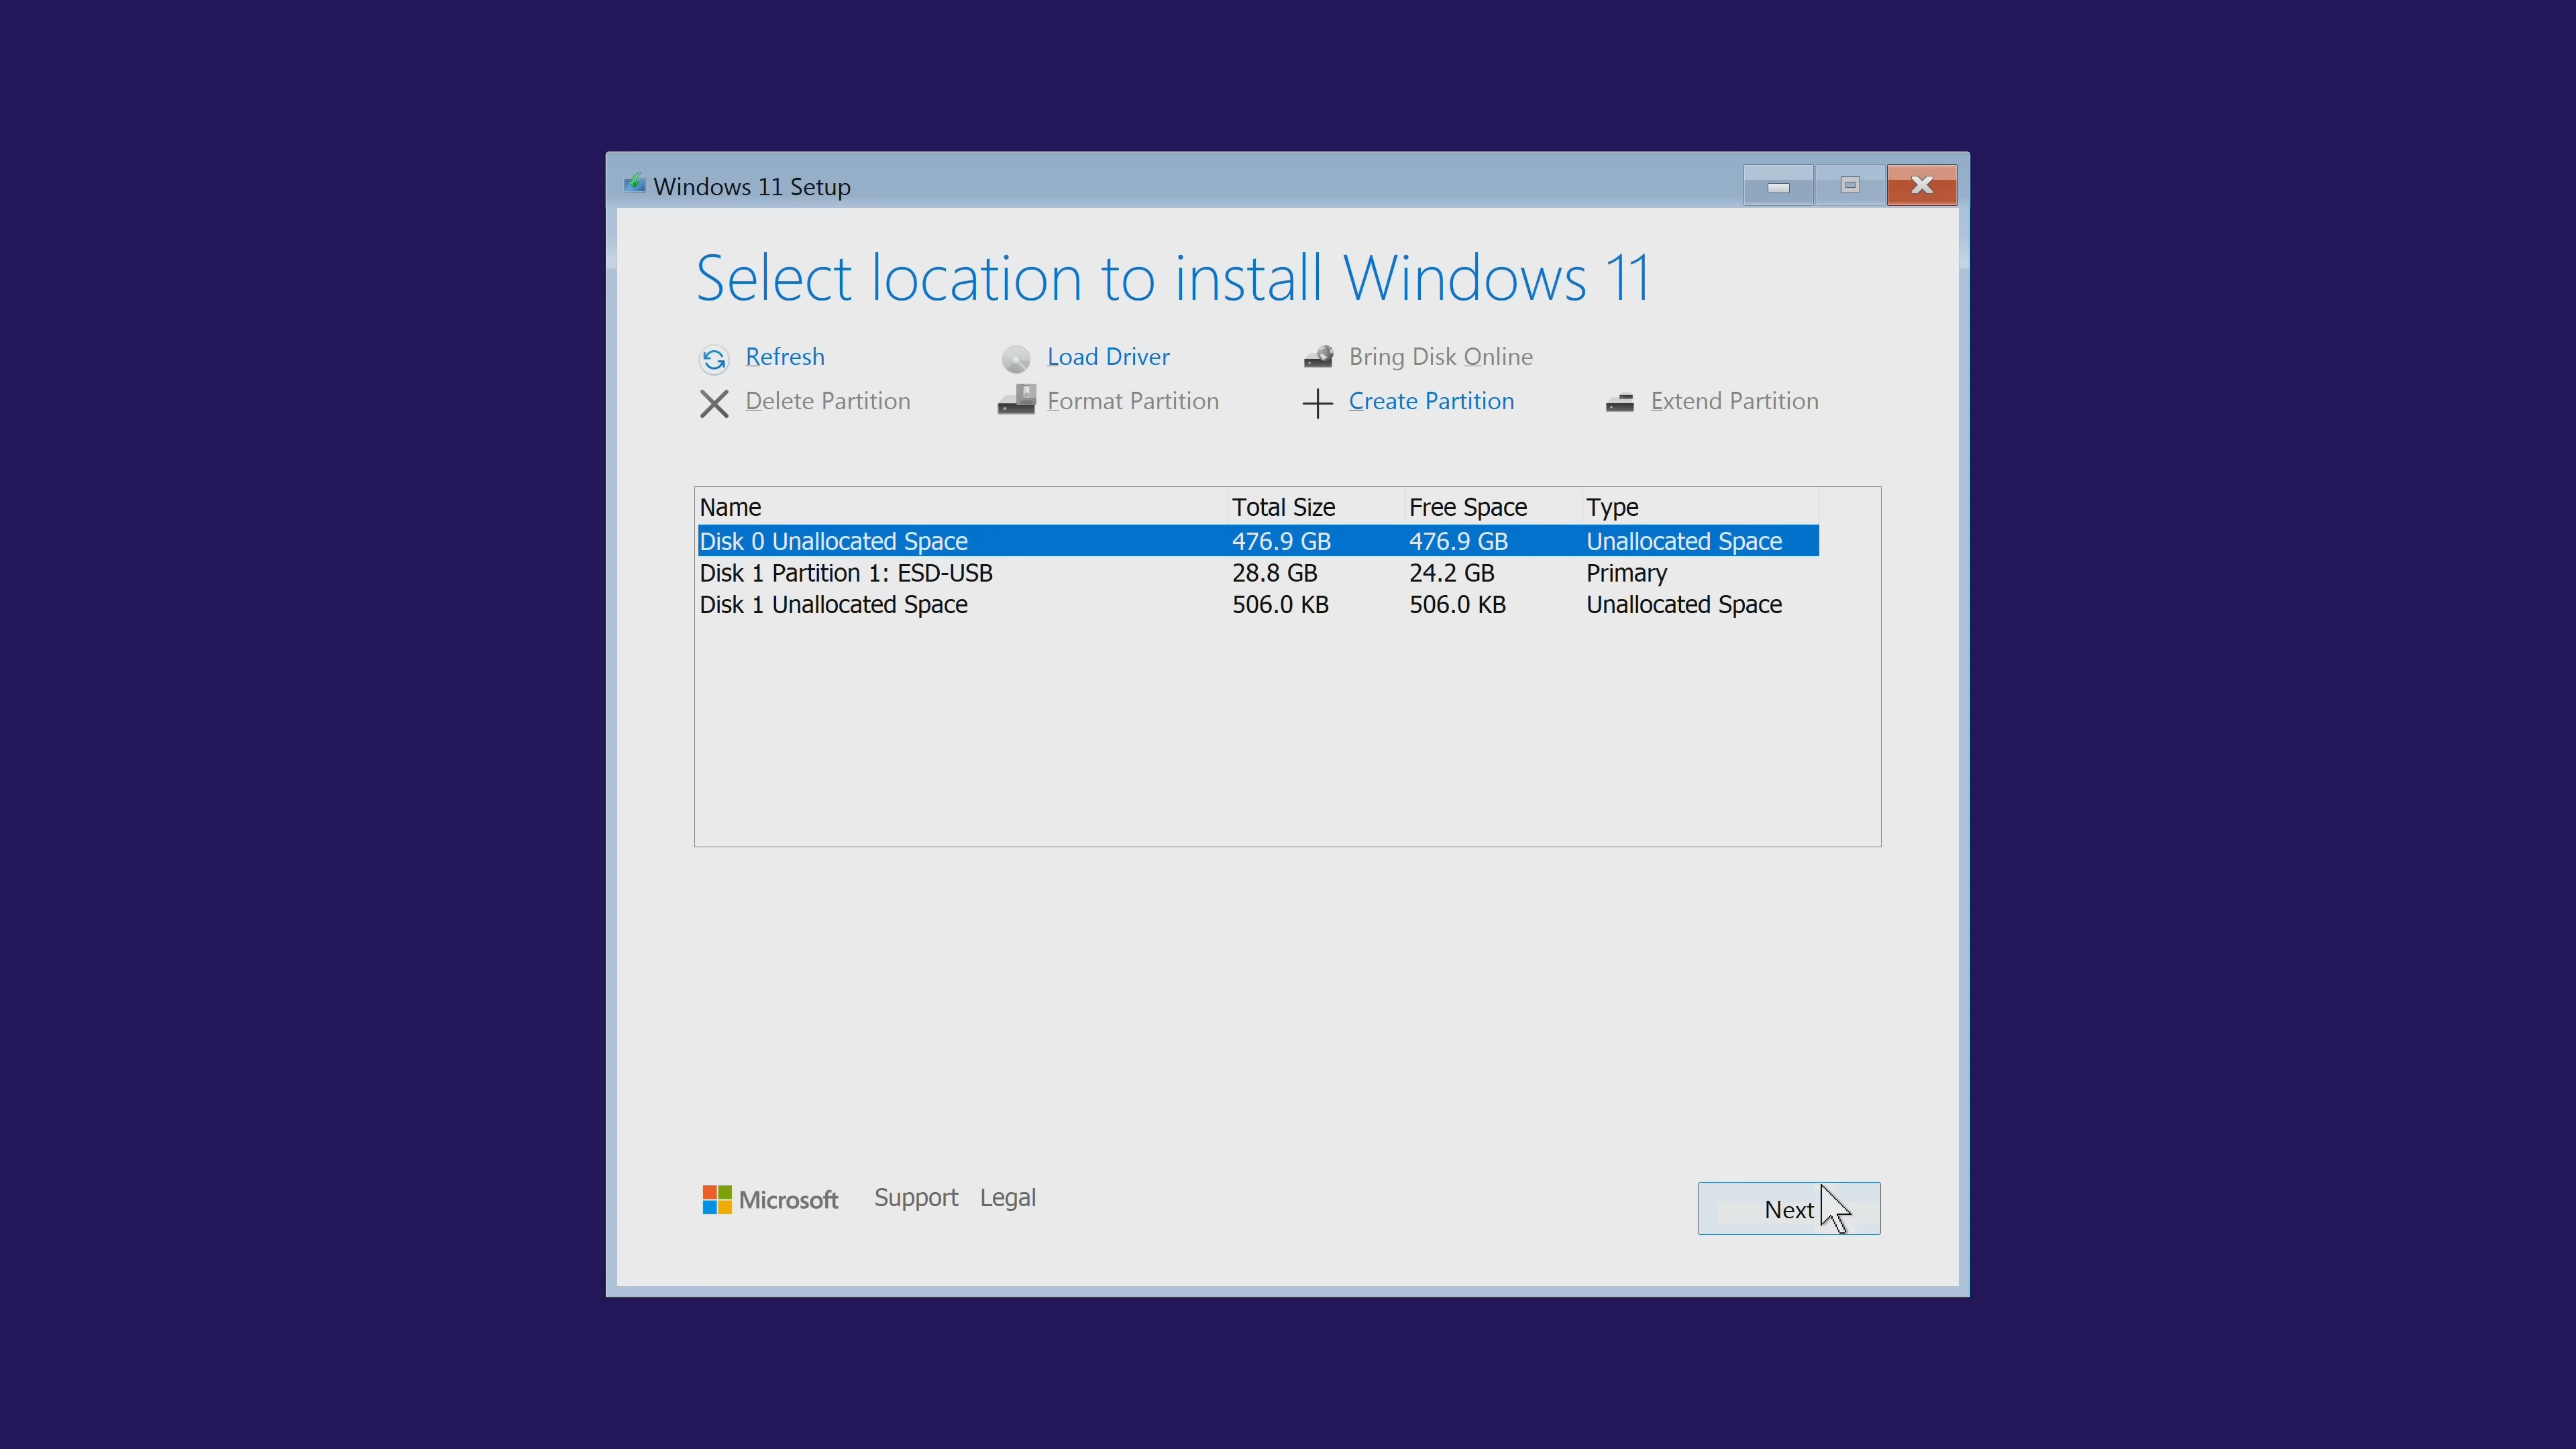 Windows 11 Setup
Select location to install Windows 11
Refresh Load Driver Bring Disk Online
Delete Partition Format Partition Create Partition Extend Partition
Name Total Size Free Space Type
Disk 0 Unallocated Space 476.9 GB 476.9 GB Unallocated Space
Disk 1 Partition 1: ESD-USB 28.8 GB 24.2 GB Primary
Disk 1 Unallocated Space 506.0 KB 506.0 KB Unallocated Space
Microsoft Support Legal
Next